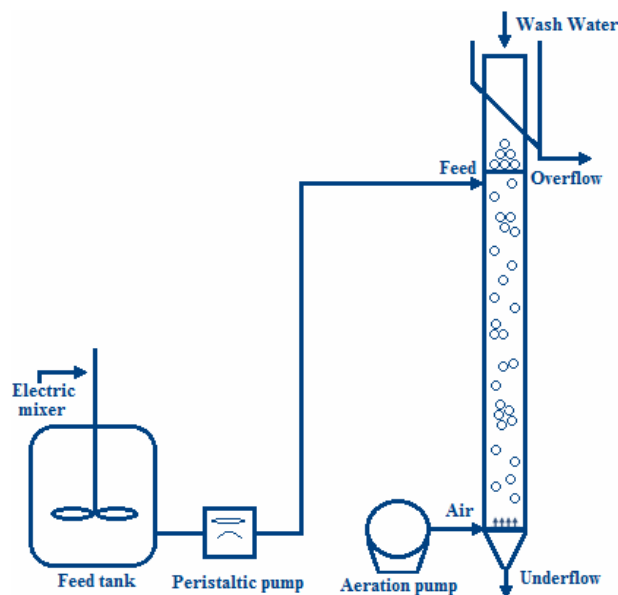 Wash Water
Feed
Overflow
Electric
mixer
Air
Feed tank
Peristaltic pump
Aeration pump
Underflow